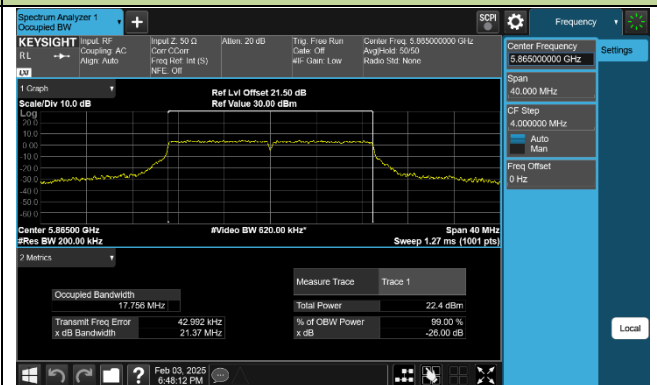 Spectrum Analyzer 1
Occupied BW
SCPI
Frequency
KEYSIGHT
RL
LXI
Input: RF
Coupling: AC
Align: Auto
Input Z: 50 Ω
Corr CCorr
Freq Ref: Int (S)
NFE: Off
Atten: 20 dB
Trig: Free Run
Gate: Off
#IF Gain: Low
Center Freq: 5.865000000 GHz
Avg|Hold: 50/50
Radio Std: None
Center Frequency
5.865000000 GHz
Settings
Span
40.000 MHz
CF Step
4.000000 MHz
Auto
Man
Freq Offset
0 Hz
Local
1 Graph
Scale/Div 10.0 dB
Ref Lvl Offset 21.50 dB
Ref Value 30.00 dBm
Log
20.0
10.0
0.00
-10.0
-20.0
-30.0
-40.0
-50.0
-60.0
Center 5.86500 GHz
#Video BW 620.00 kHz*
Span 40 MHz
#Res BW 200.00 kHz
Sweep 1.27 ms (1001 pts)
2 Metrics
Measure Trace
Trace 1
Occupied Bandwidth
17.756 MHz
Total Power
22.4 dBm
Transmit Freq Error
42.992 kHz
% of OBW Power
99.00 %
x dB Bandwidth
21.37 MHz
x dB
-26.00 dB
?
Feb 03, 2025
6:48:12 PM